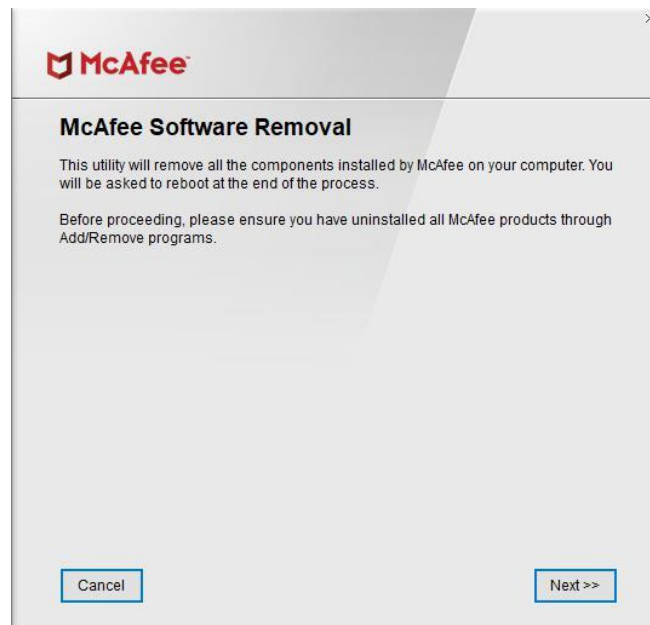 McAfee
McAfee Software Removal
This utility will remove all the components installed by McAfee on your computer. You
will be asked to reboot at the end of the process.
Before proceeding, please ensure you have uninstalled all McAfee products through
Add/Remove programs.
Cancel
Next >>